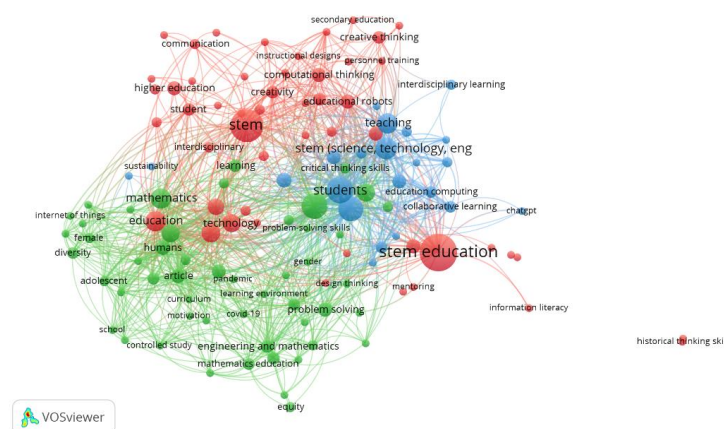 secondary education
creative thinking
communication
instructional designs
personnel training
computational thinking
higher education
creativity
interdisciplinary learning
educational robots
student
stem
teaching
interdisciplinary
stem (science, technology, eng
sustainability
learning
critical thinking skills
students
education computing
mathematics
collaborative learning
chatgpt
internet of things
education
technology
problem-solving skills
female
humans
diversity
stem education
gender
adolescent
article
pandemic
design thinking
mentoring
learning environment
curriculum
information literacy
motivation
covid-19
problem solving
school
controlled study
engineering and mathematics
historical thinking ski
mathematics education
equity
VOSviewer